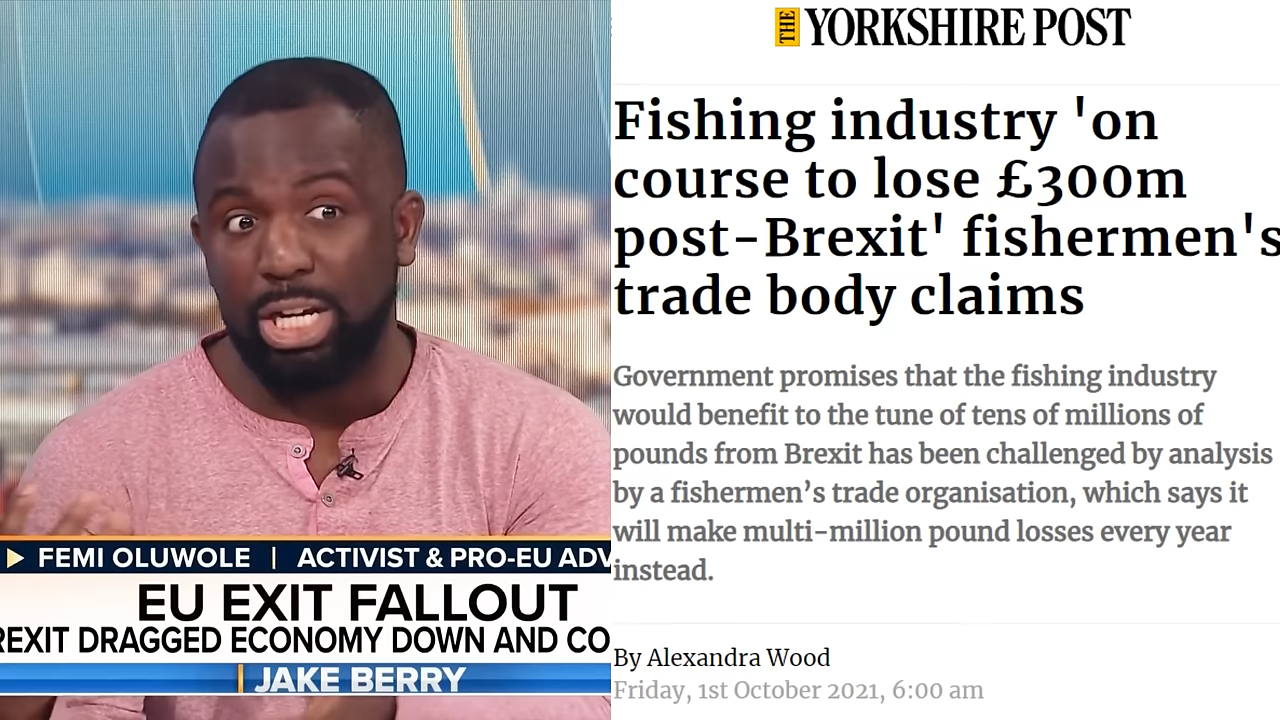 FEMI OLUWOLE | ACTIVIST & PRO-EU ADV
EU EXIT FALLOUT
REXIT DRAGGED ECONOMY DOWN AND CO
JAKE BERRY
THE YORKSHIRE POST
Fishing industry 'on
course to lose £300m
post-Brexit' fishermen's
trade body claims
Government promises that the fishing industry
would benefit to the tune of tens of millions of
pounds from Brexit has been challenged by analysis
by a fishermen’s trade organisation, which says it
will make multi-million pound losses every year
instead.
By Alexandra Wood
Friday, 1st October 2021, 6:00 am